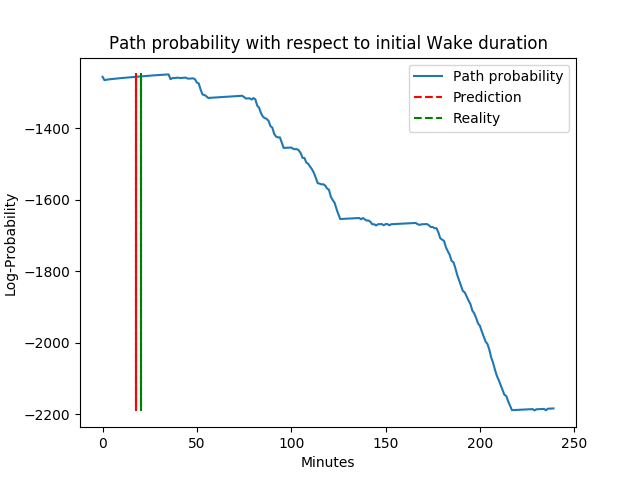 Path probability with respect to initial Wake duration
Path probability
Prediction
Reality
Log-Probability
−1400
−1600
−1800
−2000
−2200
0 50 100 150 200 250
Minutes